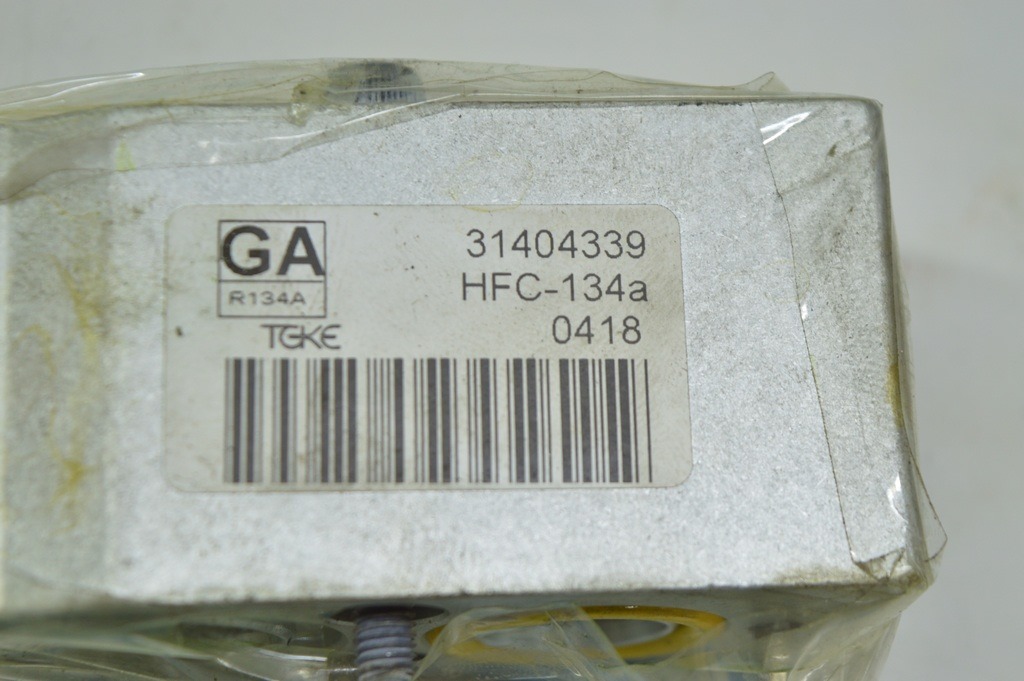 GA
R134A
TGKE
31404339
HFC-134a
0418